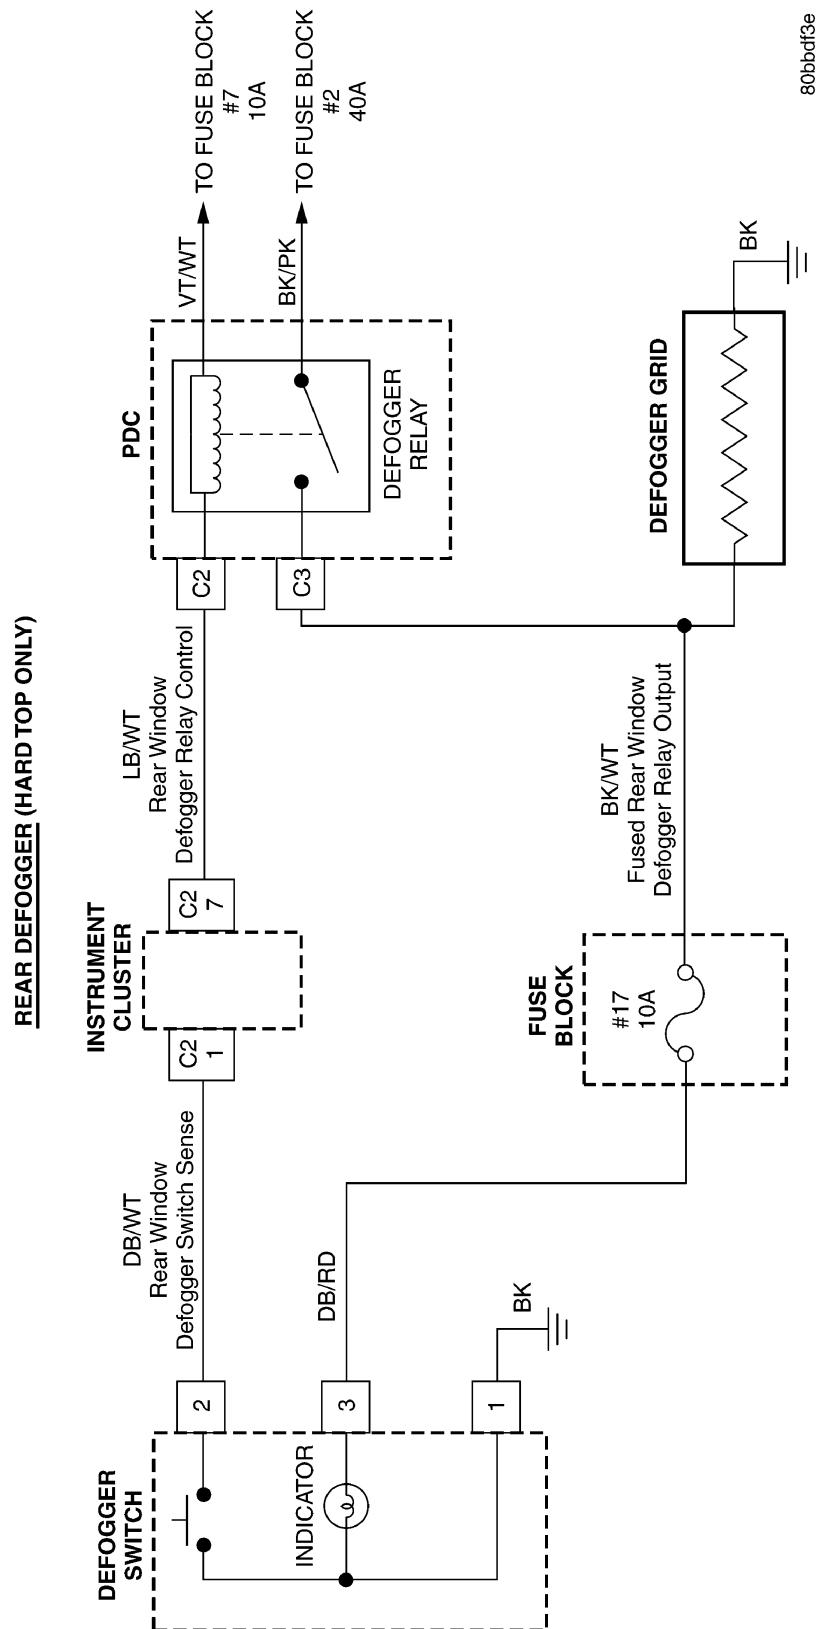 REAR DEFOGGER (HARD TOP ONLY)
DEFOGGER
SWITCH
INDICATOR
2
3
1
DB/WT
Rear Window
Defogger Switch Sense
DB/RD
BK
INSTRUMENT
CLUSTER
C2
1
C2
7
LB/WT
Rear Window
Defogger Relay Control
PDC
C2
C3
DEFOGGER
RELAY
VT/WT
TO FUSE BLOCK
#7
10A
BK/PK
TO FUSE BLOCK
#2
40A
FUSE
BLOCK
#17
10A
BK/WT
Fused Rear Window
Defogger Relay Output
DEFOGGER GRID
BK
80bbdf3e